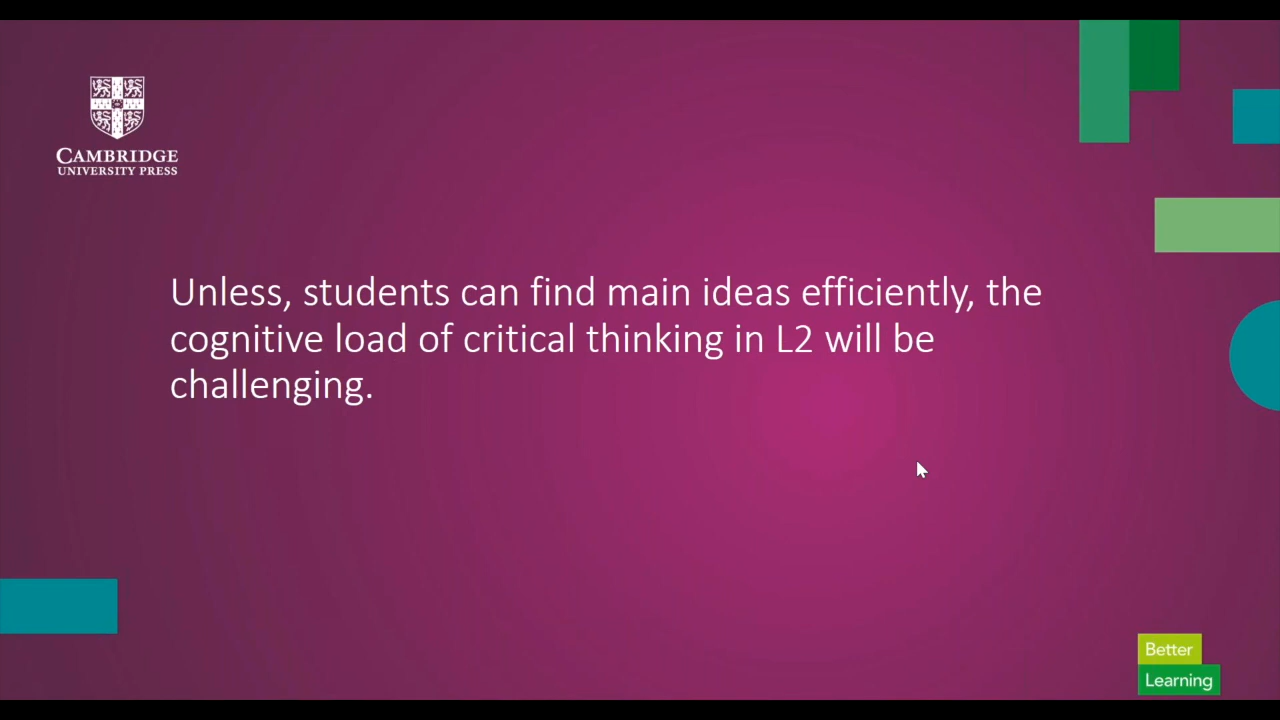 CAMBRIDGE
UNIVERSITY PRESS
Unless, students can find main ideas efficiently, the
cognitive load of critical thinking in L2 will be
challenging.
Better
Learning